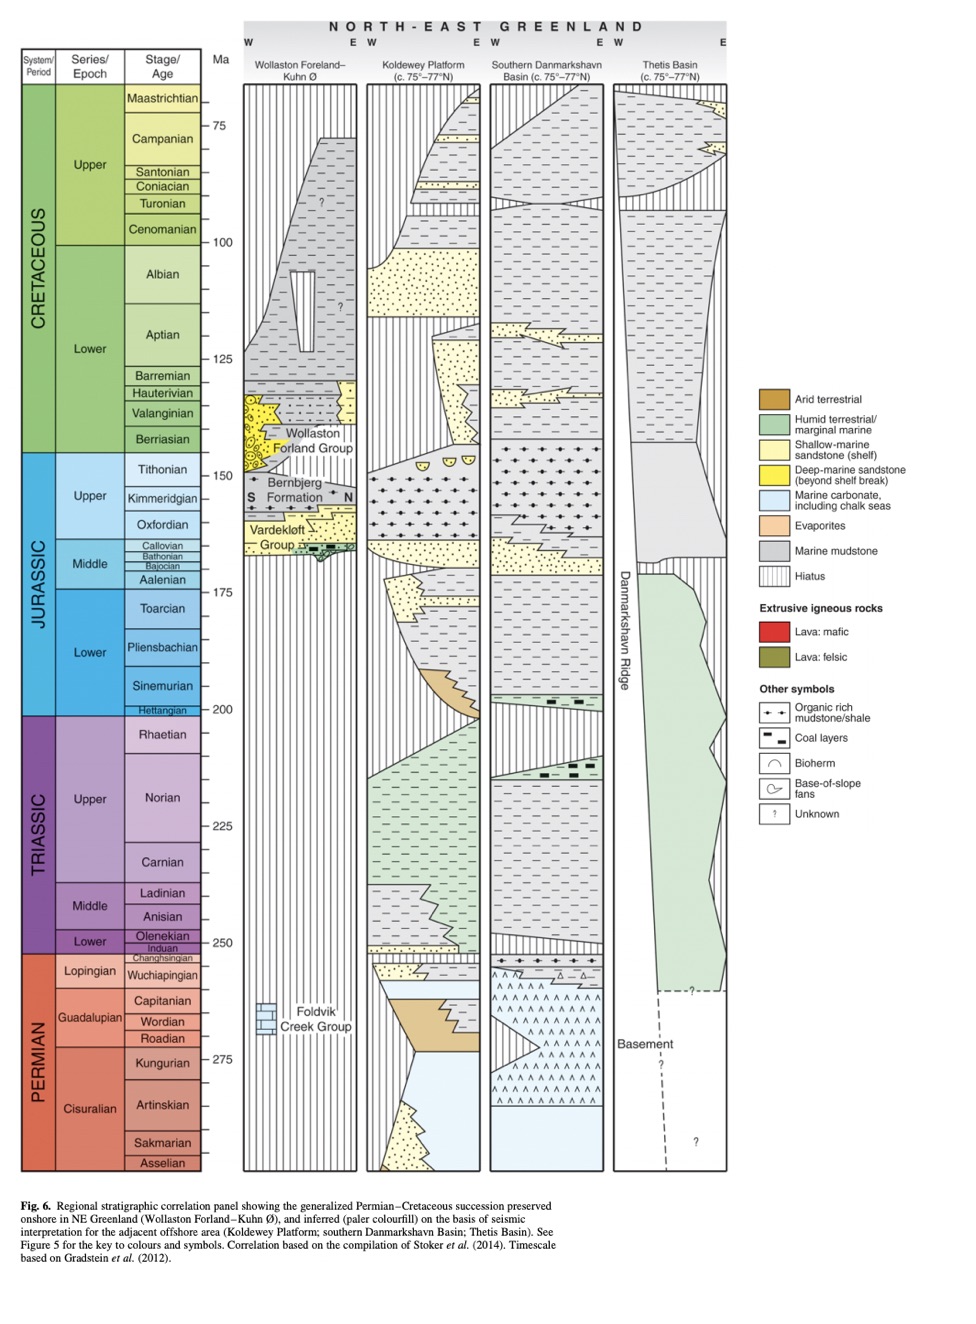 NORTH-EAST GREENLAND
W E W E W E W E
System/
Period
Series/
Epoch
Stage/
Age
Ma
Wollaston Foreland–
Kuhn Ø
Koldewey Platform
(c. 75°–77°N)
Southern Danmarkshavn
Basin (c. 75°–77°N)
Thetis Basin
(c. 75°–77°N)
CRETACEOUS
Upper
Maastrichtian
Campanian
Santonian
Coniacian
Turonian
Cenomanian
Lower
Albian
Aptian
Barremian
Hauterivian
Valanginian
Berriasian
JURASSIC
Upper
Tithonian
Kimmeridgian
Oxfordian
Middle
Callovian
Bathonian
Bajocian
Aalenian
Lower
Toarcian
Pliensbachian
Sinemurian
Hettangian
TRIASSIC
Upper
Rhaetian
Norian
Carnian
Middle
Ladinian
Anisian
Lower
Olenekian
Induan
PERMIAN
Lopingian
Changhsingian
Wuchiapingian
Guadalupian
Capitanian
Wordian
Roadian
Cisuralian
Kungurian
Artinskian
Sakmarian
Asselian
75
100
125
150
175
200
225
250
275
?
?
Wollaston
Forland Group
Bernbjerg
S Formation N
Vardekløft
Group
Foldvik
Creek Group
Danmarkshavn Ridge
?
Basement
?
?
Arid terrestrial
Humid terrestrial/
marginal marine
Shallow-marine
sandstone (shelf)
Deep-marine sandstone
(beyond shelf break)
Marine carbonate,
including chalk seas
Evaporites
Marine mudstone
Hiatus
Extrusive igneous rocks
Lava: mafic
Lava: felsic
Other symbols
Organic rich
mudstone/shale
Coal layers
Bioherm
Base-of-slope
fans
? Unknown
Fig. 6. Regional stratigraphic correlation panel showing the generalized Permian–Cretaceous succession preserved
onshore in NE Greenland (Wollaston Forland–Kuhn Ø), and inferred (paler colourfill) on the basis of seismic
interpretation for the adjacent offshore area (Koldewey Platform; southern Danmarkshavn Basin; Thetis Basin). See
Figure 5 for the key to colours and symbols. Correlation based on the compilation of Stoker et al. (2014). Timescale
based on Gradstein et al. (2012).